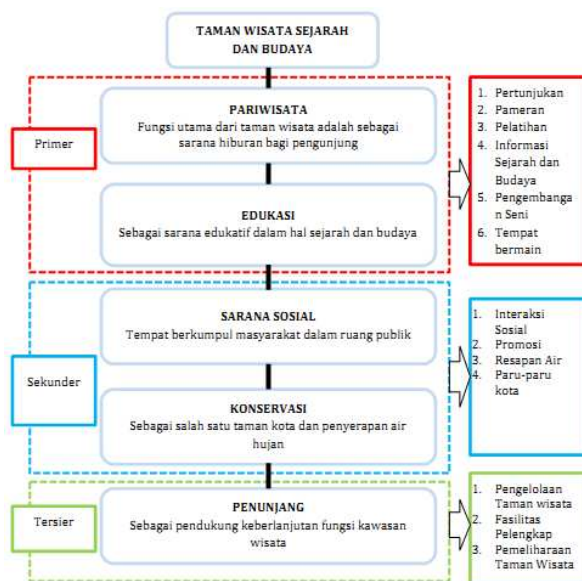 TAMAN WISATA SEJARAH
DAN BUDAYA
Primer
PARIWISATA
Fungsi utama dari taman wisata adalah sebagai
sarana hiburan bagi pengunjung
EDUKASI
Sebagai sarana edukatif dalam hal sejarah dan budaya
1. Pertunjukan
2. Pameran
3. Pelatihan
4. Informasi
Sejarah dan
Budaya
5. Pengembanga
n Seni
6. Tempat
bermain
Sekunder
SARANA SOSIAL
Tempat berkumpul masyarakat dalam ruang publik
KONSERVASI
Sebagai salah satu taman kota dan penyerapan air
hujan
1. Interaksi
Sosial
2. Promosi
3. Resapan Air
4. Paru-paru
kota
Tersier
PENUNJANG
Sebagai pendukung keberlanjutan fungsi kawasan
wisata
1. Pengelolaan
Taman wisata
2. Fasilitas
Pelengkap
3. Pemeliharaan
Taman Wisata